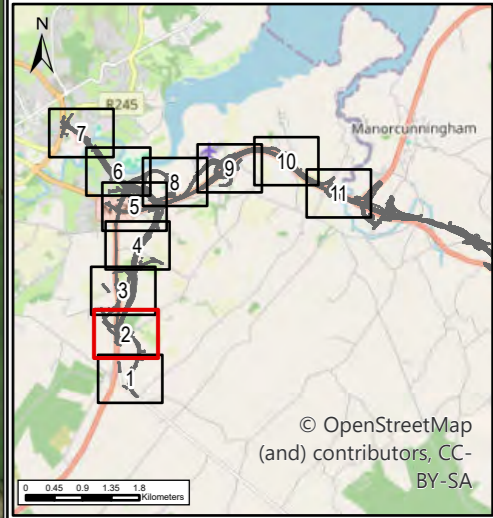 N
R245
Manorcunningham
7
6
8
9
10
11
5
4
3
2
1
© OpenStreetMap
(and) contributors, CC-
BY-SA
0 0.45 0.9 1.35 1.8
Kilometers